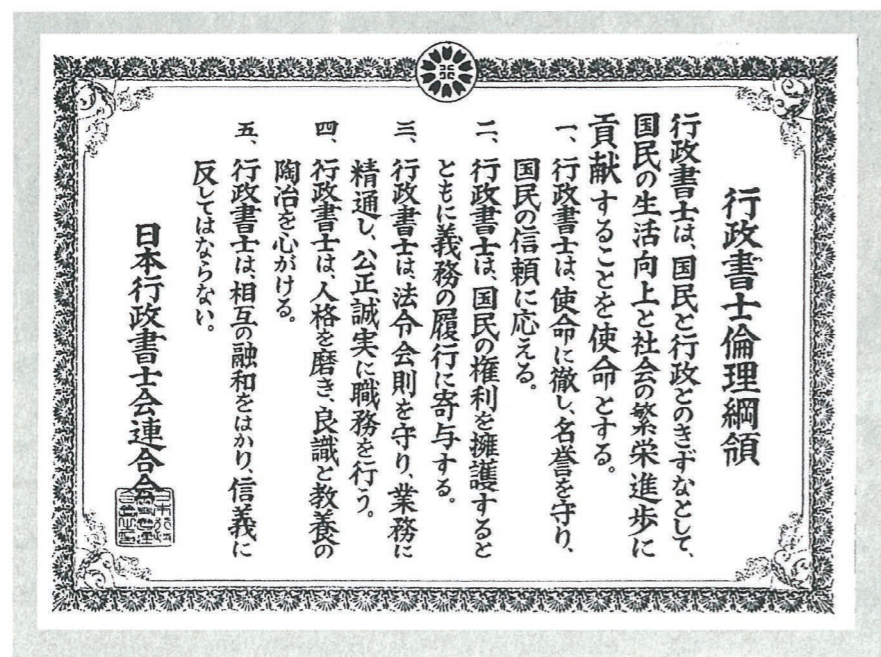 行政書士倫理綱領
行政書士は、国民と行政とのきずなとして、
国民の生活向上と社会の繁栄進歩に
貢献することを使命とする。
一、行政書士は、使命に徹し、名誉を守り、
国民の信頼に応える。
二、行政書士は、国民の権利を擁護すると
ともに義務の履行に寄与する。
三、行政書士は、法令会則を守り、業務に
精通し、公正誠実に職務を行う。
四、行政書士は、人格を磨き、良識と教養の
陶冶を心がける。
五、行政書士は、相互の融和をはかり、信義に
反してはならない。
日本行政書士会連合会